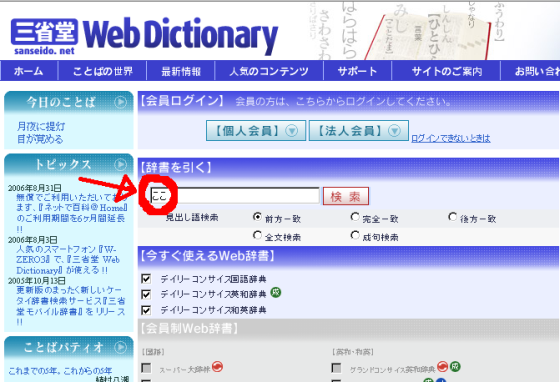 三省堂 Web Dictionary
sanseido.net
ホーム ことばの世界 最新情報 人気のコンテンツ サポート サイトのご案内 お問い合わ
今日のことば
月夜に提灯
目が覚める
トピックス
2006年8月31日
無償でご利用いただいており
ます、『ネットで百科@Home』
のご利用期間を6ヶ月間延長
!!
2006年8月3日
人気のスマートフォン『W-
ZERO3』で、『三省堂 Web
Dictionary』が使える!!
2005年10月13日
更新版のまったく新しいケー
タイ辞書検索サービス『三省
堂モバイル辞書』をリリース
!!
ことばパティオ
これまでの5年。これからの5年
【会員ログイン】 会員の方は、こちらからログインしてください。
【個人会員】 【法人会員】 ログインできないときは
【辞書を引く】
ここ 検索
見出し語検索 前方一致 完全一致 後方一致
全文検索 成句検索
【今すぐ使えるWeb辞書】
デイリーコンサイス国語辞典
デイリーコンサイス英和辞典 成
デイリーコンサイス和英辞典
【会員制Web辞書】
【国語】 【英和・和英】
スーパー大辞林 グランドコンサイス英和辞典 成